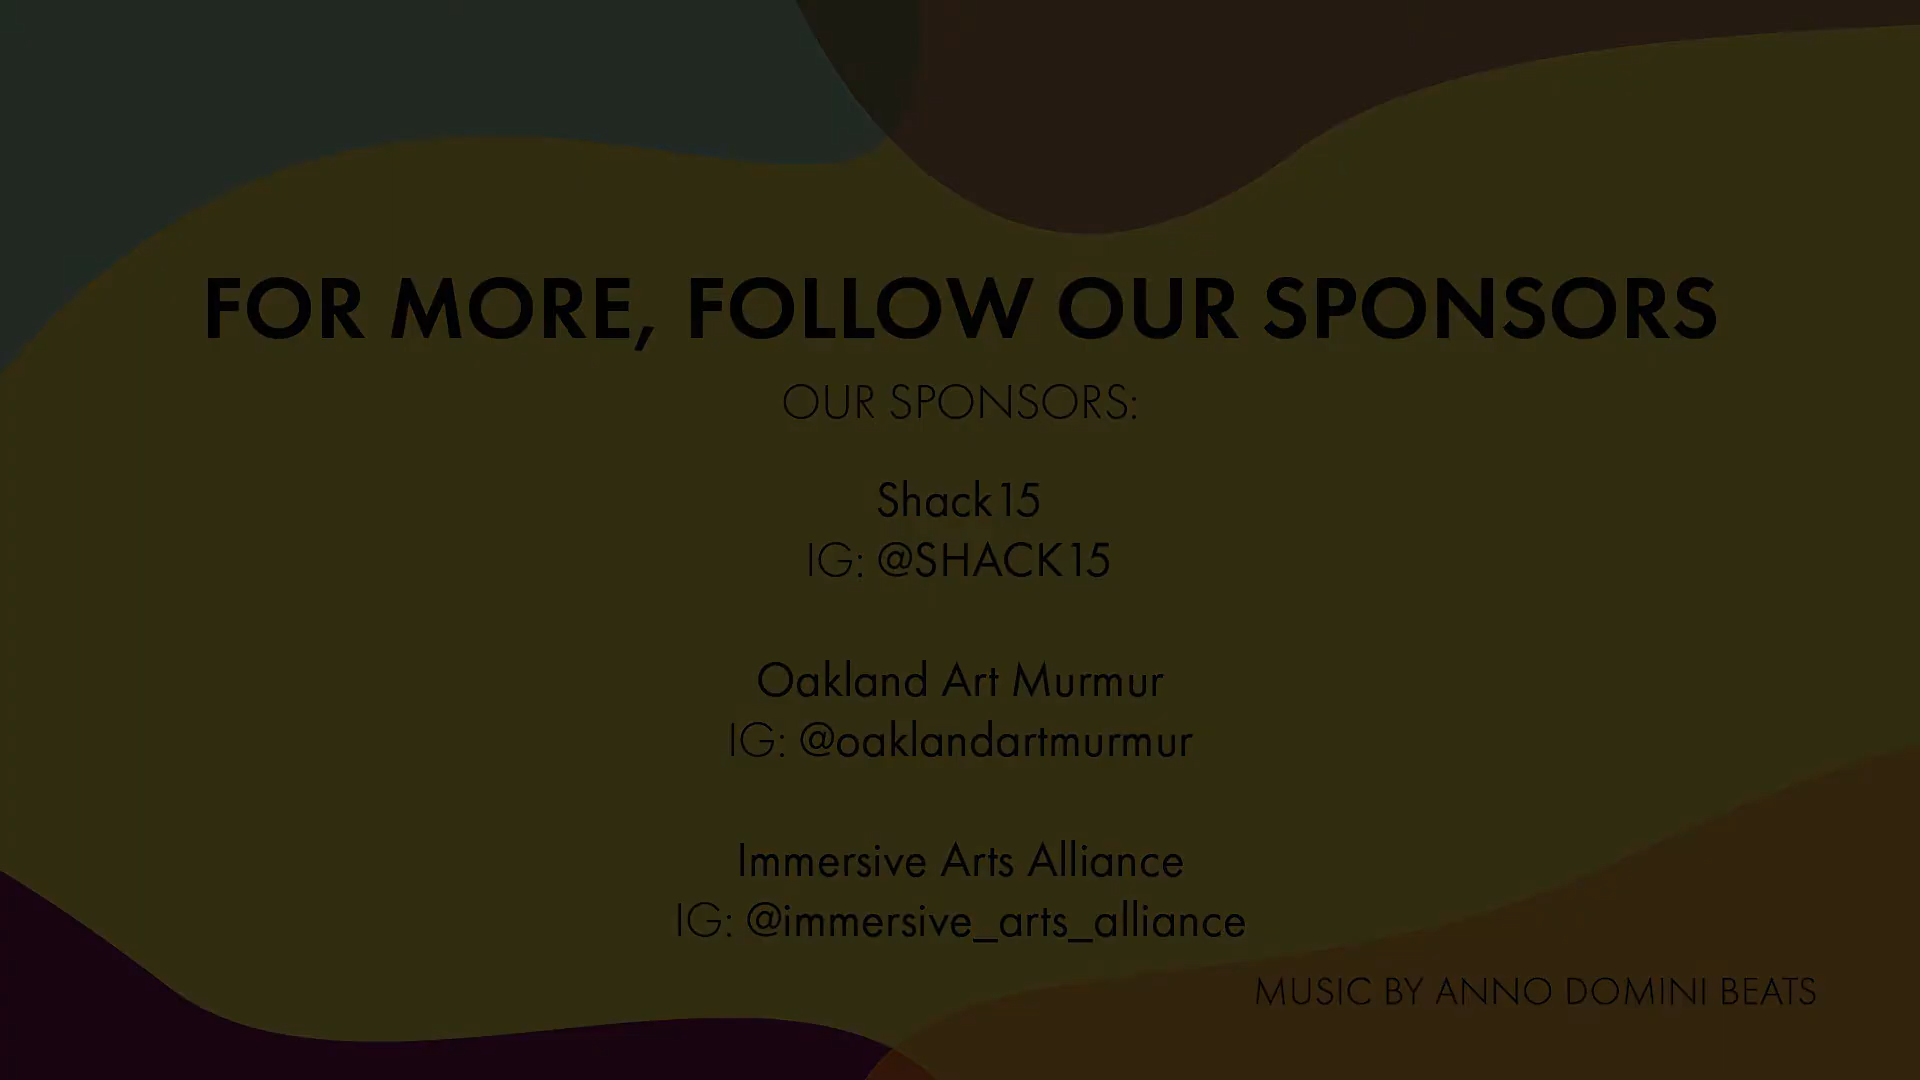 FOR MORE, FOLLOW OUR SPONSORS
OUR SPONSORS:
Shack15
IG: @SHACK15
Oakland Art Murmur
IG: @oaklandartmurmur
Immersive Arts Alliance
IG: @immersive_arts_alliance
MUSIC BY ANNO DOMINI BEATS